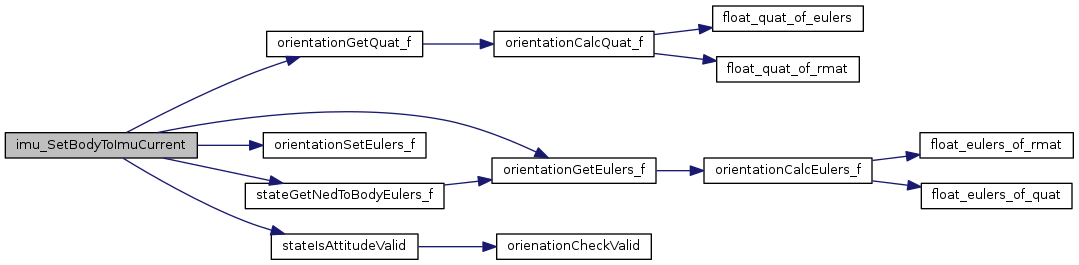 imu_SetBodyToImuCurrent
orientationGetQuat_f
orientationCalcQuat_f
float_quat_of_eulers
float_quat_of_rmat
orientationSetEulers_f
stateGetNedToBodyEulers_f
orientationGetEulers_f
orientationCalcEulers_f
float_eulers_of_rmat
float_eulers_of_quat
stateIsAttitudeValid
orienationCheckValid